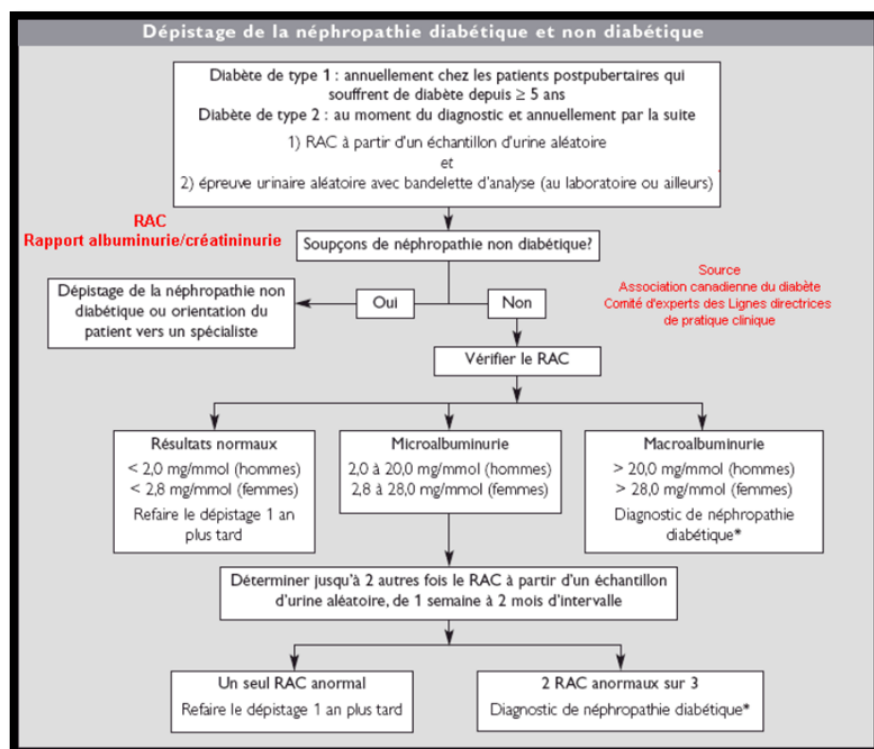 Dépistage de la néphropathie diabétique et non diabétique
Diabète de type 1 : annuellement chez les patients postpubertaires qui
souffrent de diabète depuis ≥ 5 ans
Diabète de type 2 : au moment du diagnostic et annuellement par la suite
1) RAC à partir d'un échantillon d'urine aléatoire
et
2) épreuve urinaire aléatoire avec bandelette d'analyse (au laboratoire ou ailleurs)
RAC
Rapport albuminurie/créatininurie
Soupçons de néphropathie non diabétique?
Source
Association canadienne du diabète
Comité d'experts des Lignes directrices
de pratique clinique
Dépistage de la néphropathie non
diabétique ou orientation du
patient vers un spécialiste
Oui
Non
Vérifier le RAC
Résultats normaux
< 2,0 mg/mmol (hommes)
< 2,8 mg/mmol (femmes)
Refaire le dépistage 1 an
plus tard
Microalbuminurie
2,0 à 20,0 mg/mmol (hommes)
2,8 à 28,0 mg/mmol (femmes)
Macroalbuminurie
> 20,0 mg/mmol (hommes)
> 28,0 mg/mmol (femmes)
Diagnostic de néphropathie
diabétique*
Déterminer jusqu'à 2 autres fois le RAC à partir d'un échantillon
d'urine aléatoire, de 1 semaine à 2 mois d'intervalle
Un seul RAC anormal
Refaire le dépistage 1 an plus tard
2 RAC anormaux sur 3
Diagnostic de néphropathie diabétique*